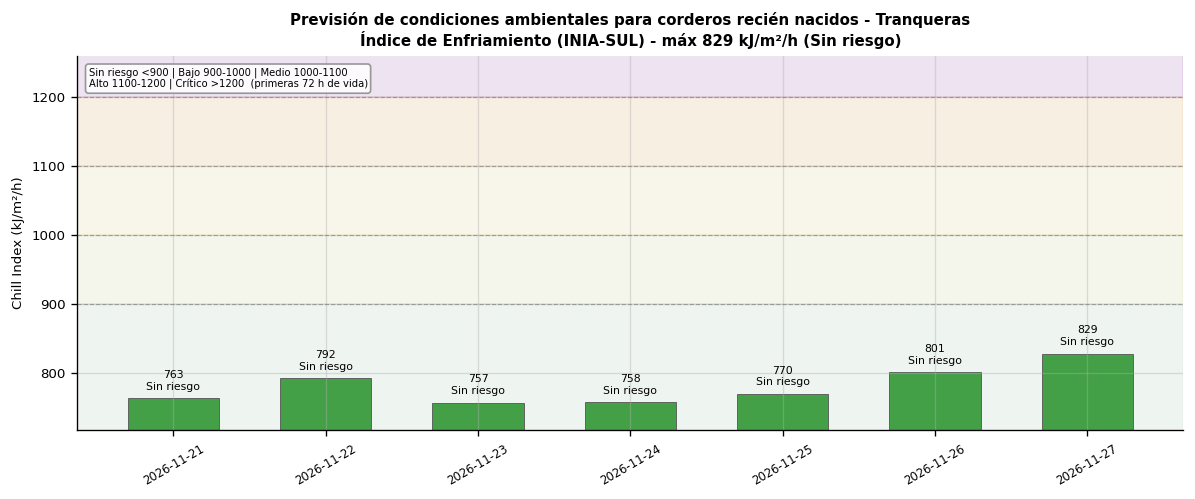 Previsión de condiciones ambientales para corderos recién nacidos - Tranqueras
Índice de Enfriamiento (INIA-SUL) - máx 829 kJ/m²/h (Sin riesgo)
Sin riesgo <900 | Bajo 900-1000 | Medio 1000-1100
Alto 1100-1200 | Crítico >1200  (primeras 72 h de vida)
Chill Index (kJ/m²/h)
1200
1100
1000
900
800
763
Sin riesgo
792
Sin riesgo
757
Sin riesgo
758
Sin riesgo
770
Sin riesgo
801
Sin riesgo
829
Sin riesgo
2026-11-21
2026-11-22
2026-11-23
2026-11-24
2026-11-25
2026-11-26
2026-11-27